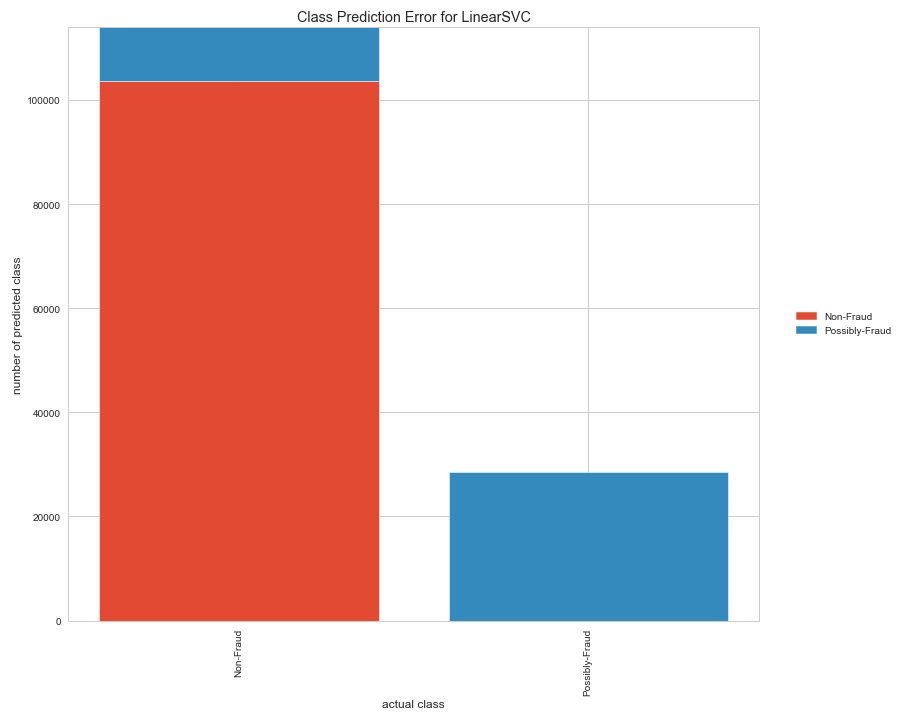 Class Prediction Error for LinearSVC
number of predicted class
100000
80000
60000
40000
20000
0
Non-Fraud
Possibly-Fraud
actual class
Non-Fraud
Possibly-Fraud